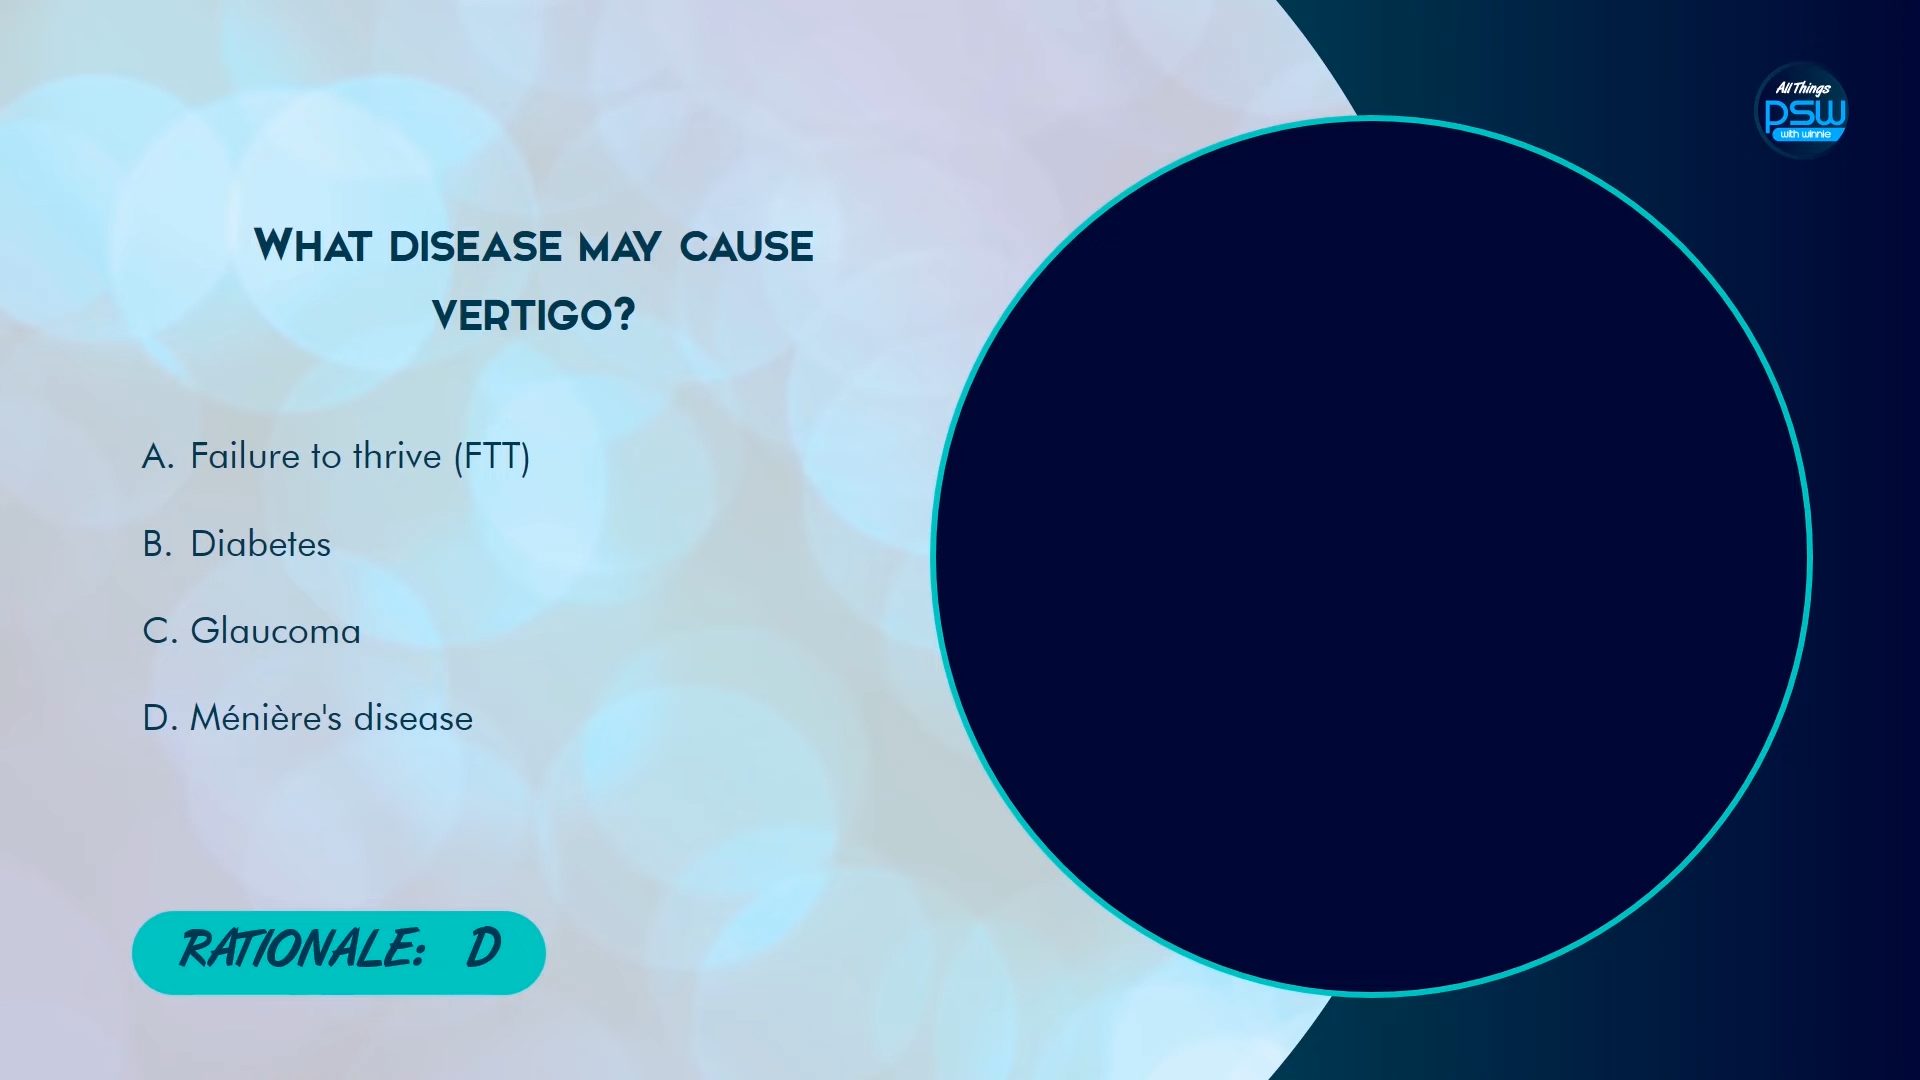 All Things
PSW
with winnie
What disease may cause
vertigo?
A. Failure to thrive (FTT)
B. Diabetes
C. Glaucoma
D. Ménière's disease
RATIONALE: D